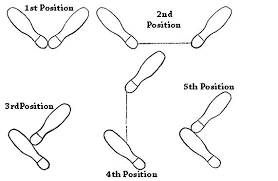 1st Position
2nd
Position
3rdPosition
5th Position
4th Position